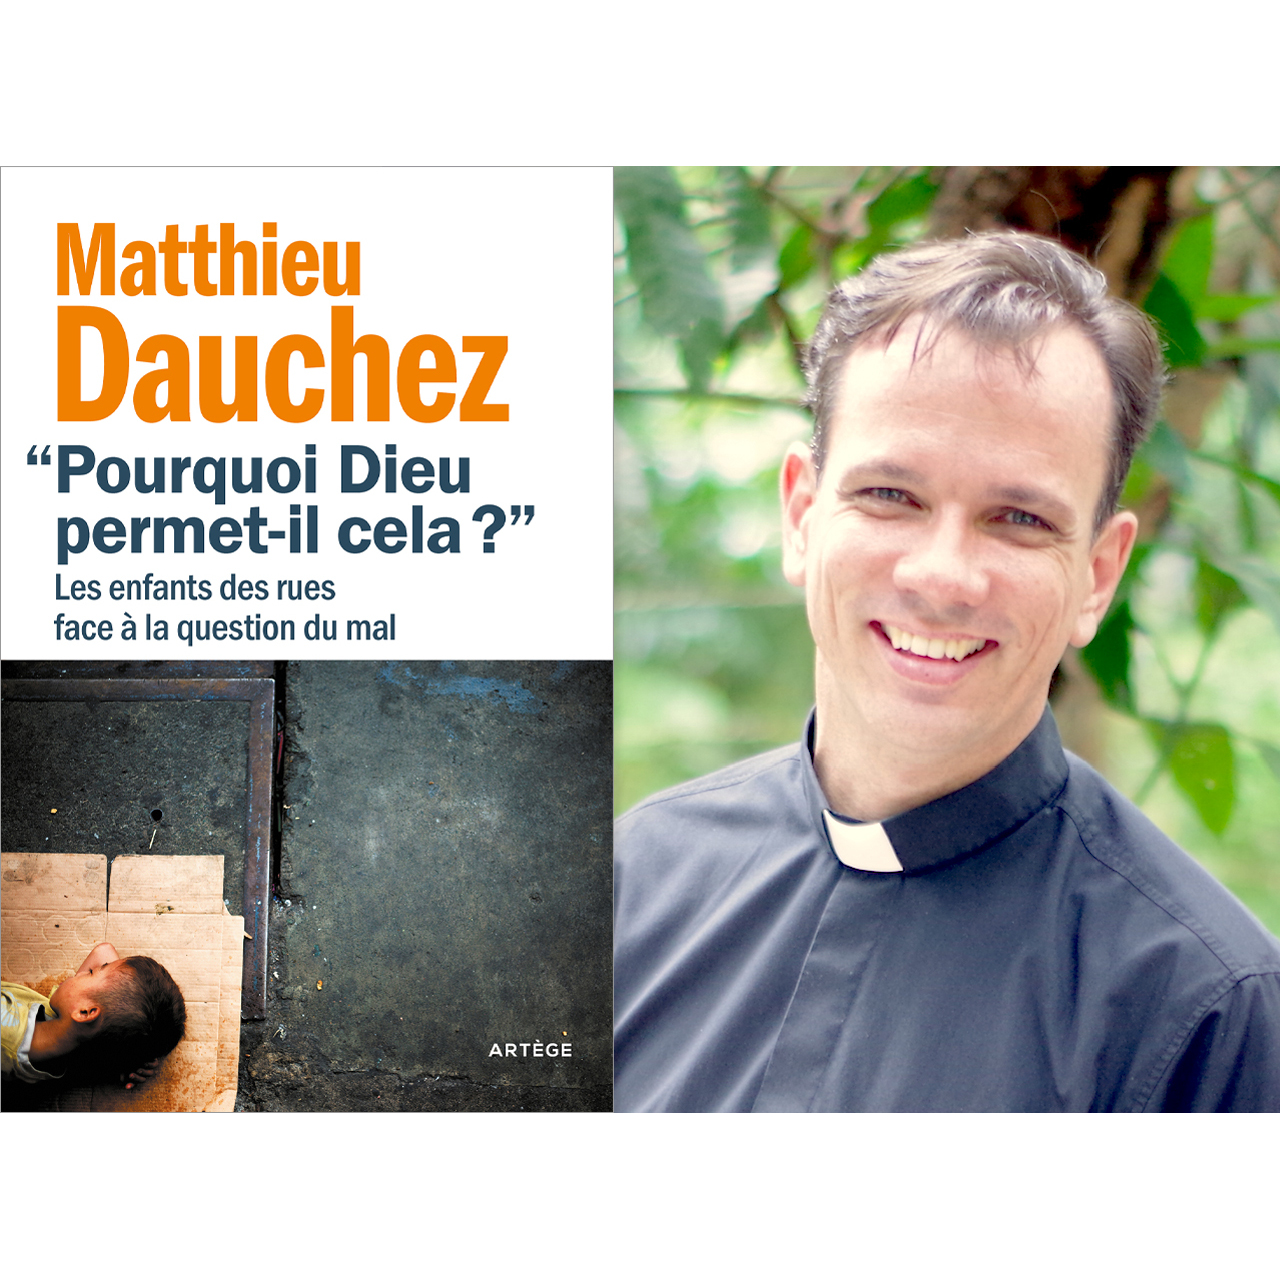 Matthieu
Dauchez
“Pourquoi Dieu
permet-il cela ?”
Les enfants des rues
face à la question du mal
ARTÈGE